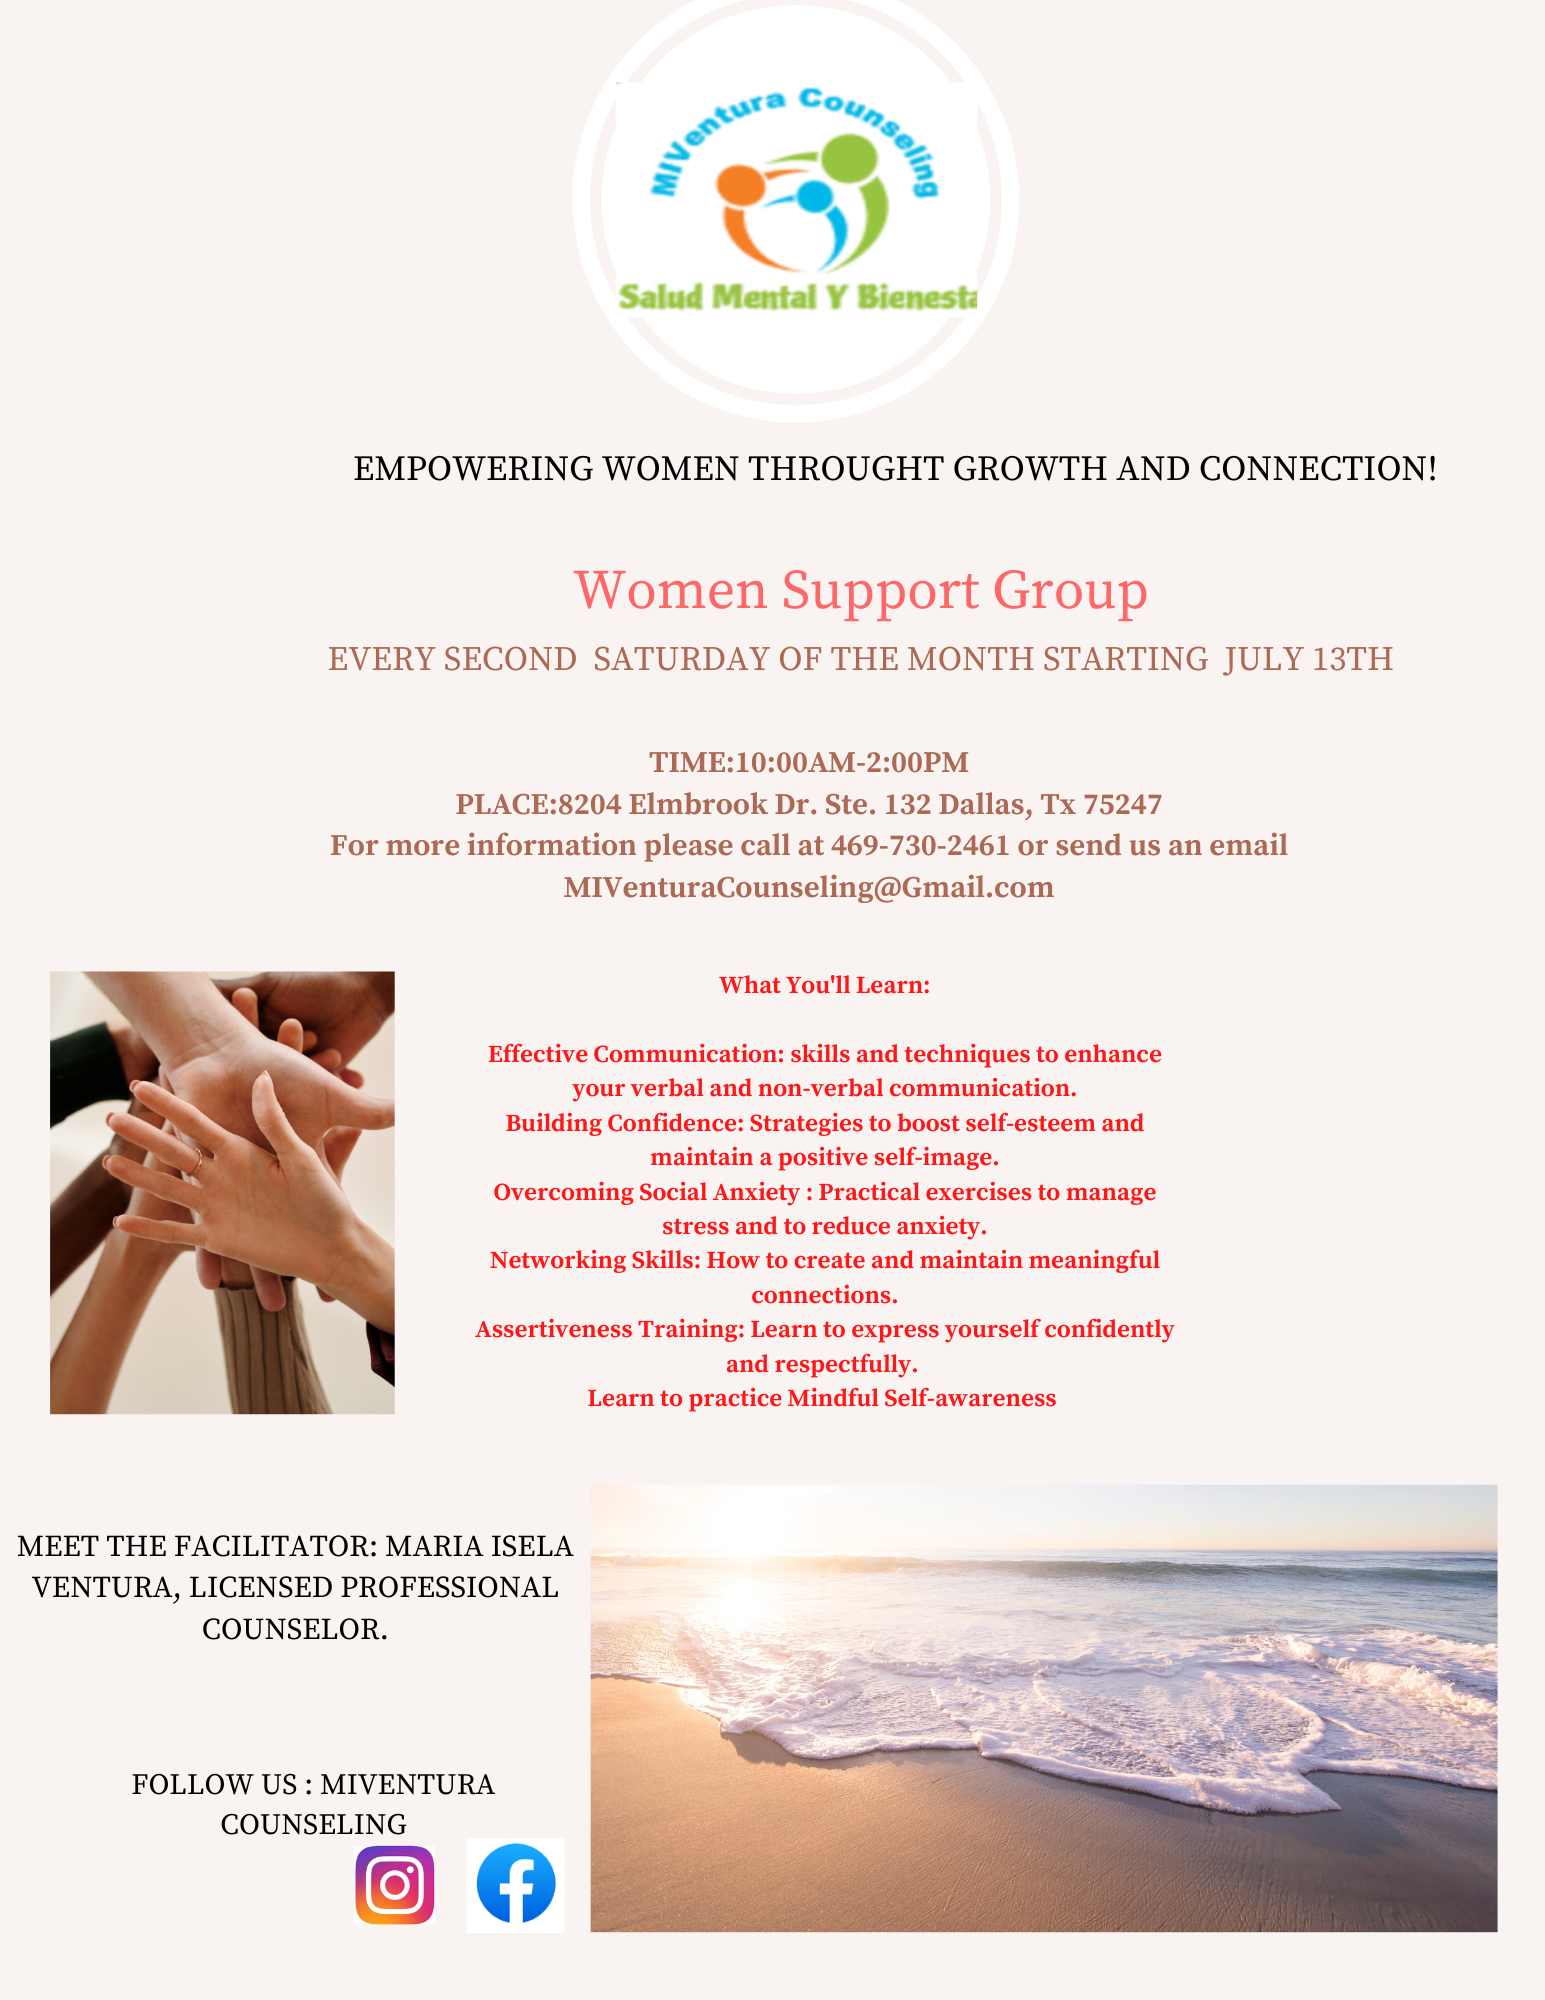 MIVentura Counseling
Salud Mental Y Bienesta
EMPOWERING WOMEN THROUGHT GROWTH AND CONNECTION!
Women Support Group
EVERY SECOND SATURDAY OF THE MONTH STARTING JULY 13TH
TIME:10:00AM-2:00PM
PLACE:8204 Elmbrook Dr. Ste. 132 Dallas, Tx 75247
For more information please call at 469-730-2461 or send us an email
MIVenturaCounseling@Gmail.com
What You'll Learn:
Effective Communication: skills and techniques to enhance
your verbal and non-verbal communication.
Building Confidence: Strategies to boost self-esteem and
maintain a positive self-image.
Overcoming Social Anxiety : Practical exercises to manage
stress and to reduce anxiety.
Networking Skills: How to create and maintain meaningful
connections.
Assertiveness Training: Learn to express yourself confidently
and respectfully.
Learn to practice Mindful Self-awareness
MEET THE FACILITATOR: MARIA ISELA
VENTURA, LICENSED PROFESSIONAL
COUNSELOR.
FOLLOW US : MIVENTURA
COUNSELING